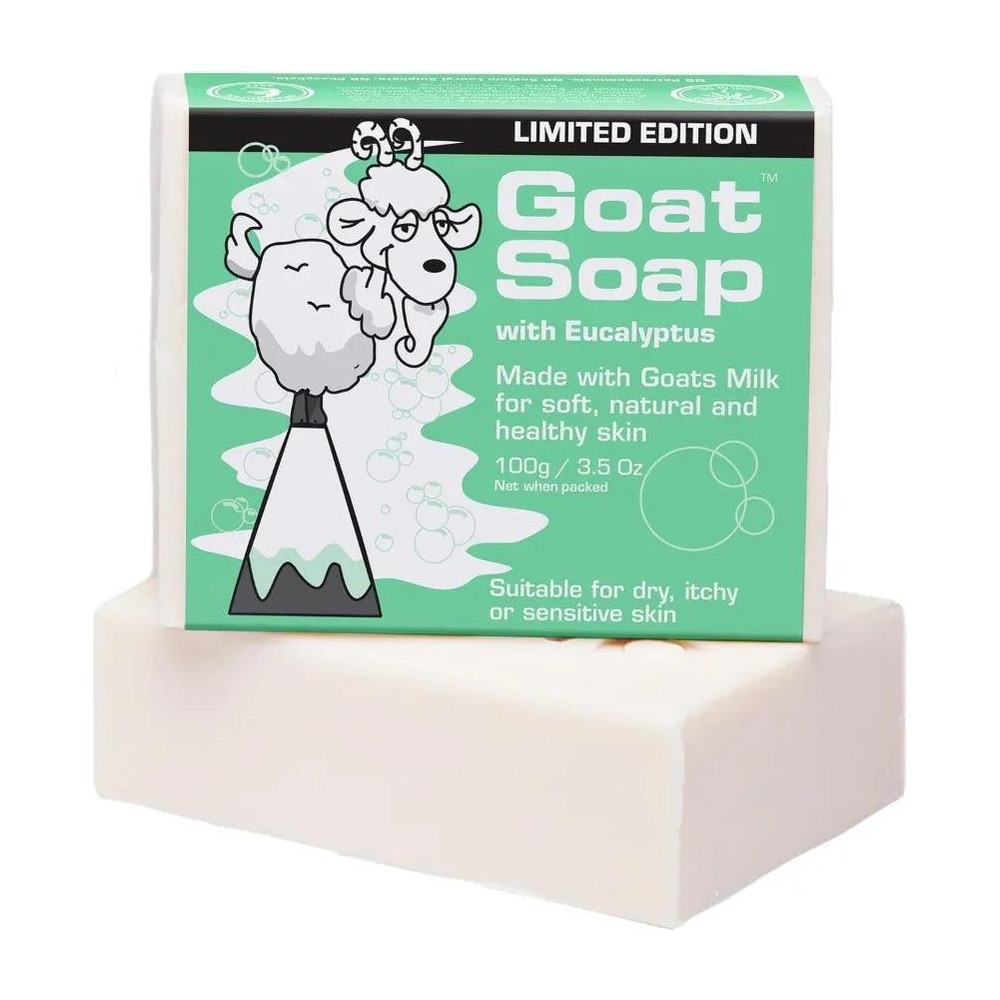 LIMITED EDITION
Goat™
Soap
with Eucalyptus
Made with Goats Milk
for soft, natural and
healthy skin
100g / 3.5 Oz
Net when packed
Suitable for dry, itchy
or sensitive skin